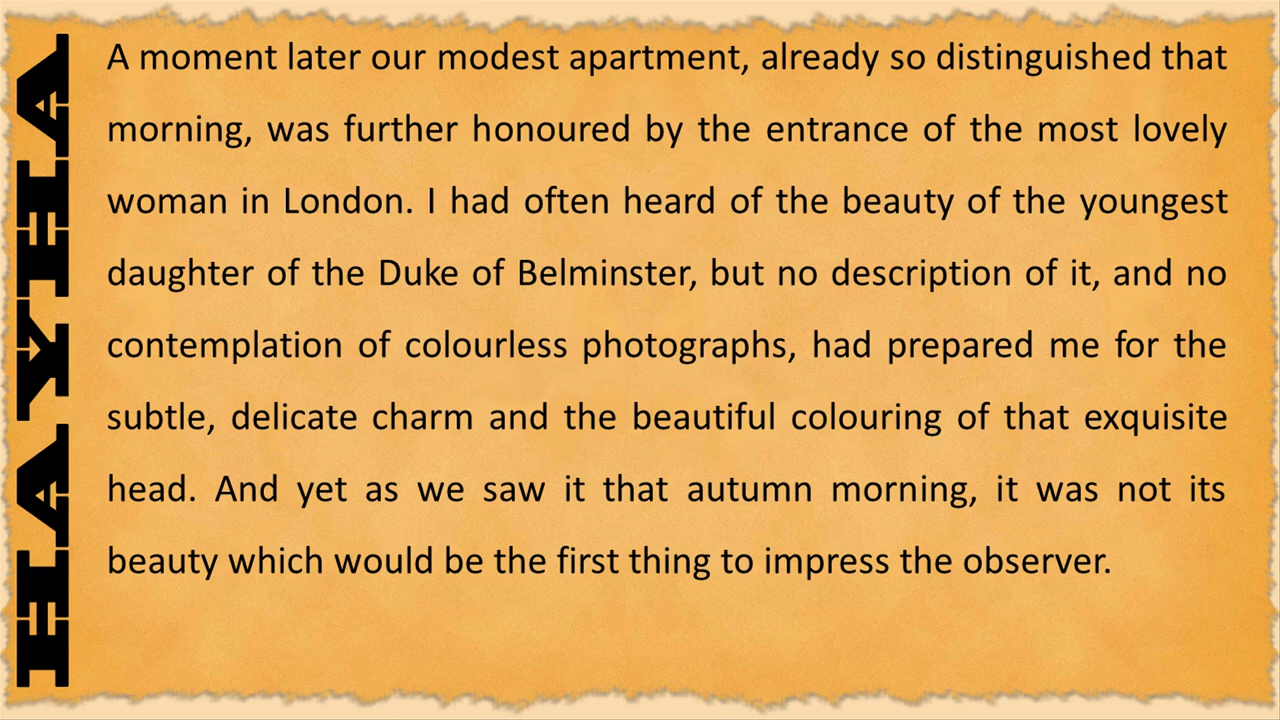 HAYHA
A moment later our modest apartment, already so distinguished that
morning, was further honoured by the entrance of the most lovely
woman in London. I had often heard of the beauty of the youngest
daughter of the Duke of Belminster, but no description of it, and no
contemplation of colourless photographs, had prepared me for the
subtle, delicate charm and the beautiful colouring of that exquisite
head. And yet as we saw it that autumn morning, it was not its
beauty which would be the first thing to impress the observer.